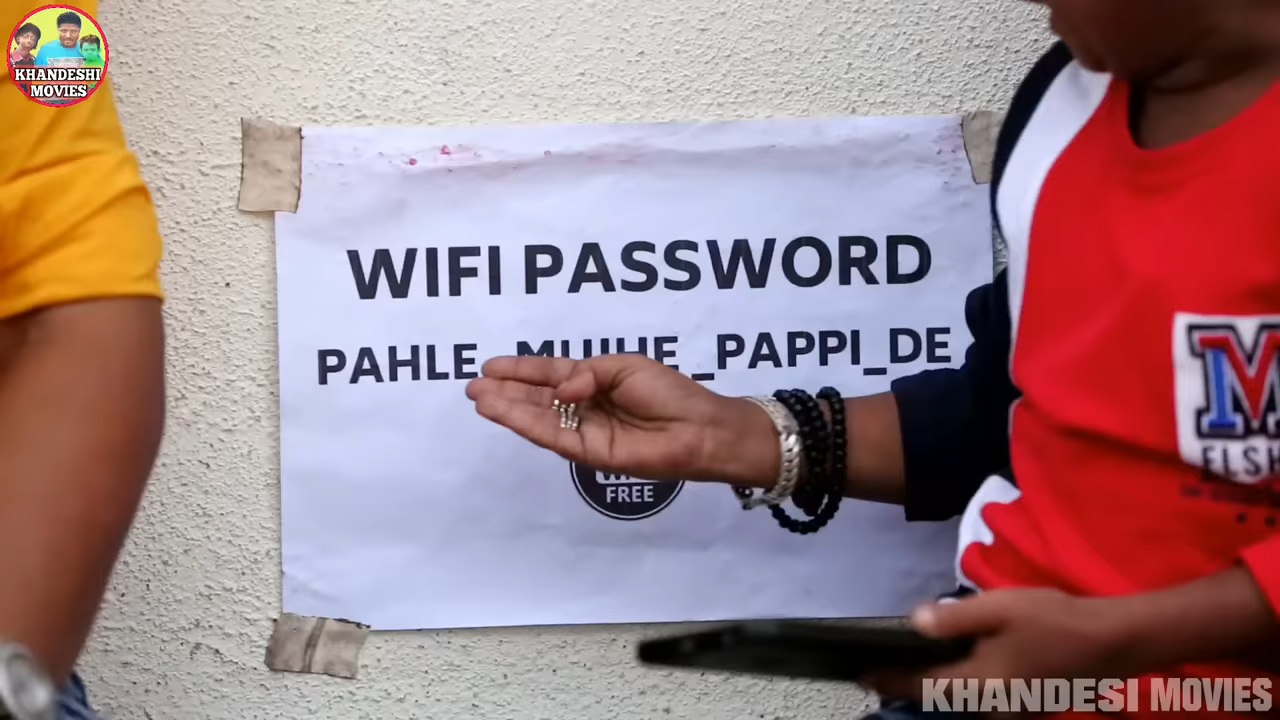 KHANDESHI
MOVIES
WIFI PASSWORD
PAHLE_MUJHE_PAPPI_DE
FREE
M
KHANDESI MOVIES